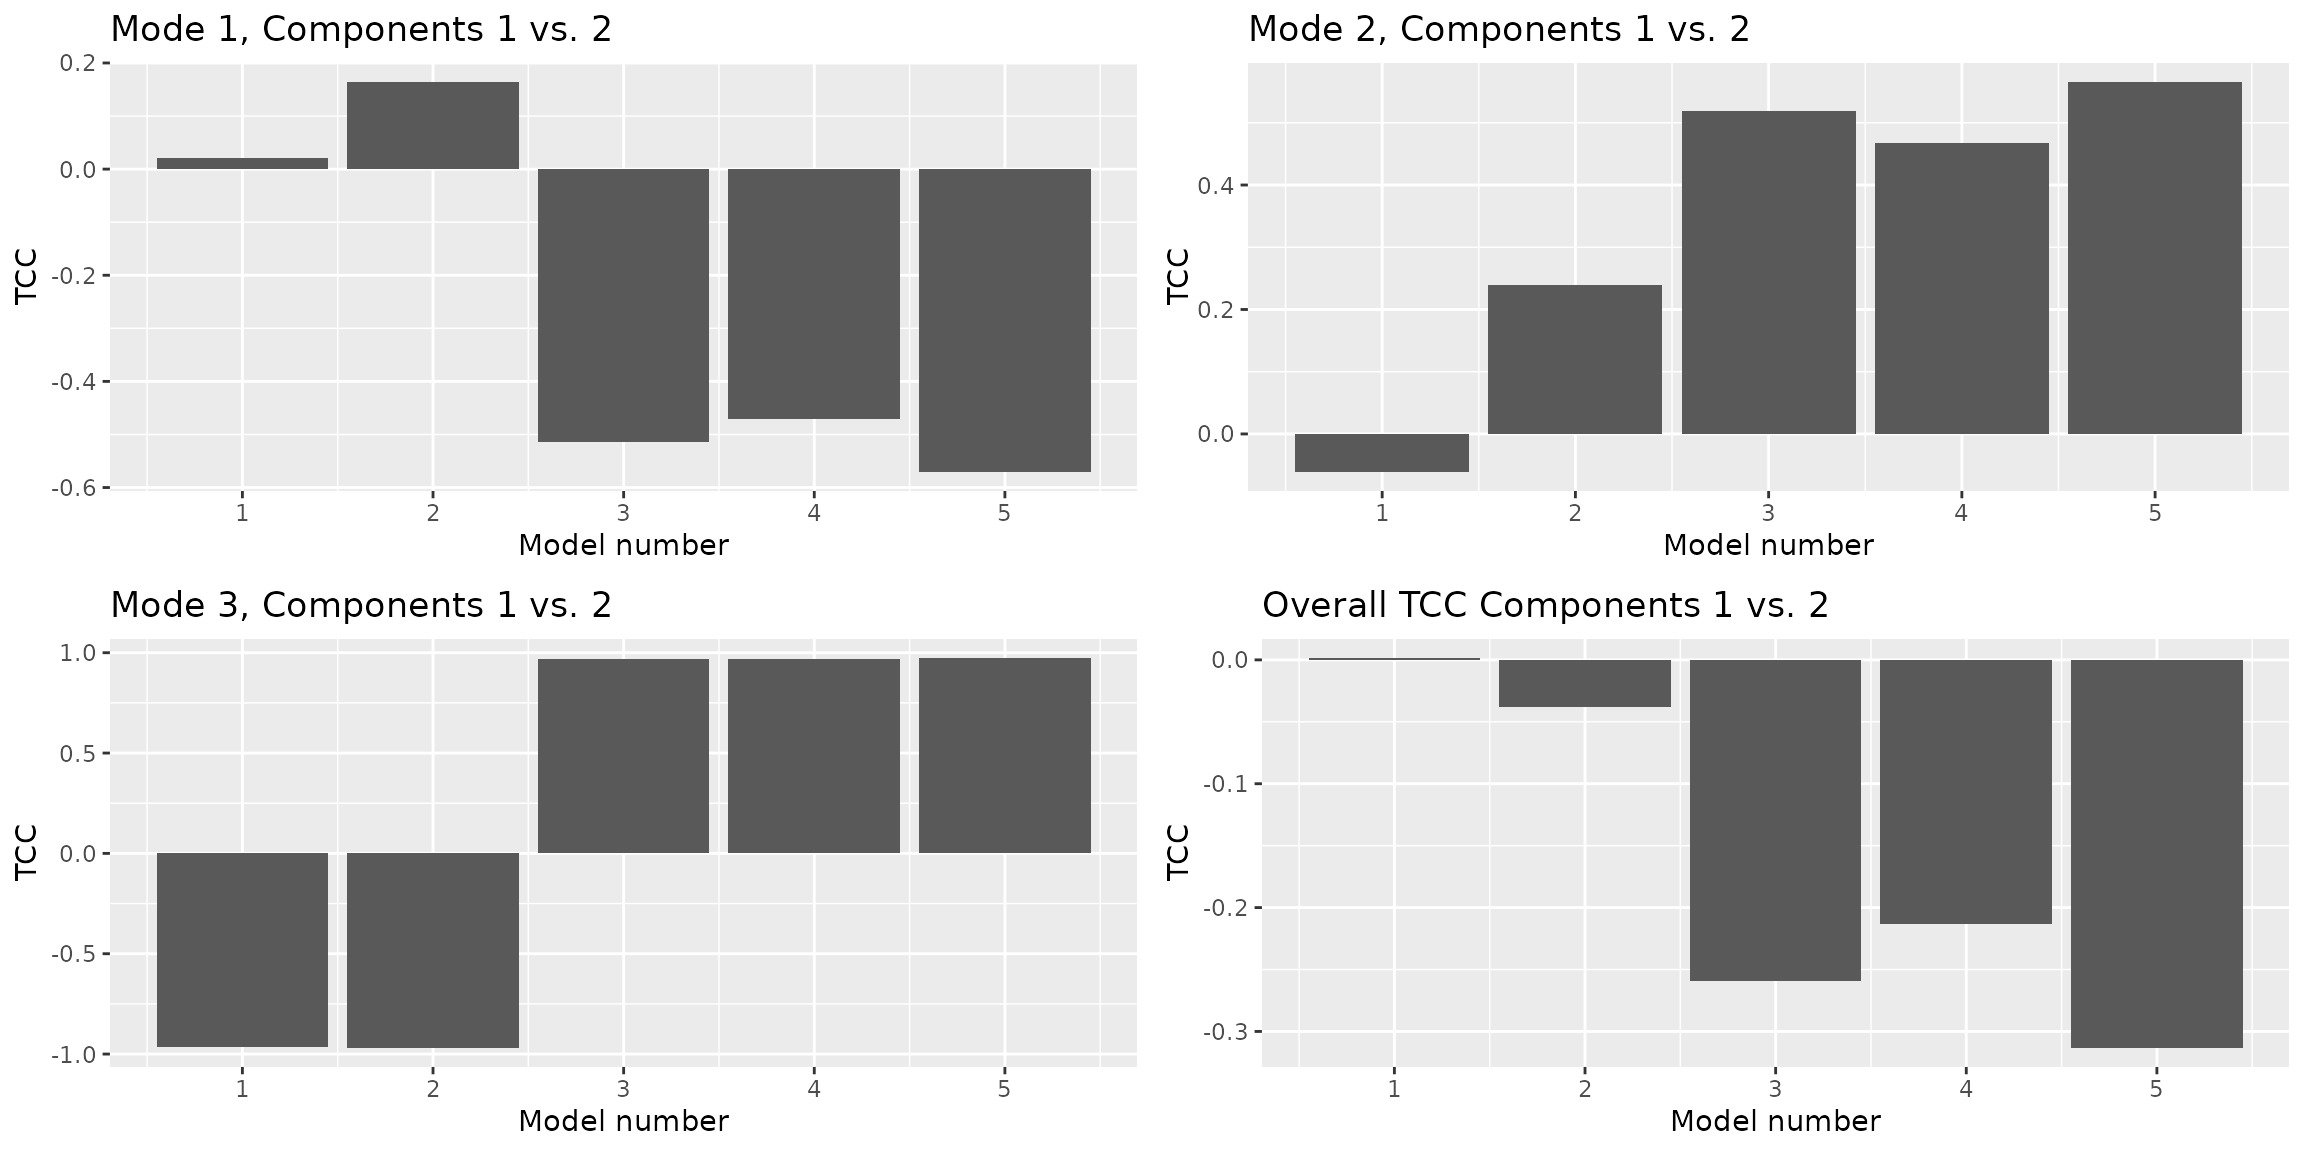 Mode 1, Components 1 vs. 2
0.2
0.0
-0.2
-0.4
-0.6
TCC
1 2 3 4 5
Model number
Mode 2, Components 1 vs. 2
0.4
0.2
0.0
TCC
1 2 3 4 5
Model number
Mode 3, Components 1 vs. 2
1.0
0.5
0.0
-0.5
-1.0
TCC
1 2 3 4 5
Model number
Overall TCC Components 1 vs. 2
0.0
-0.1
-0.2
-0.3
TCC
1 2 3 4 5
Model number